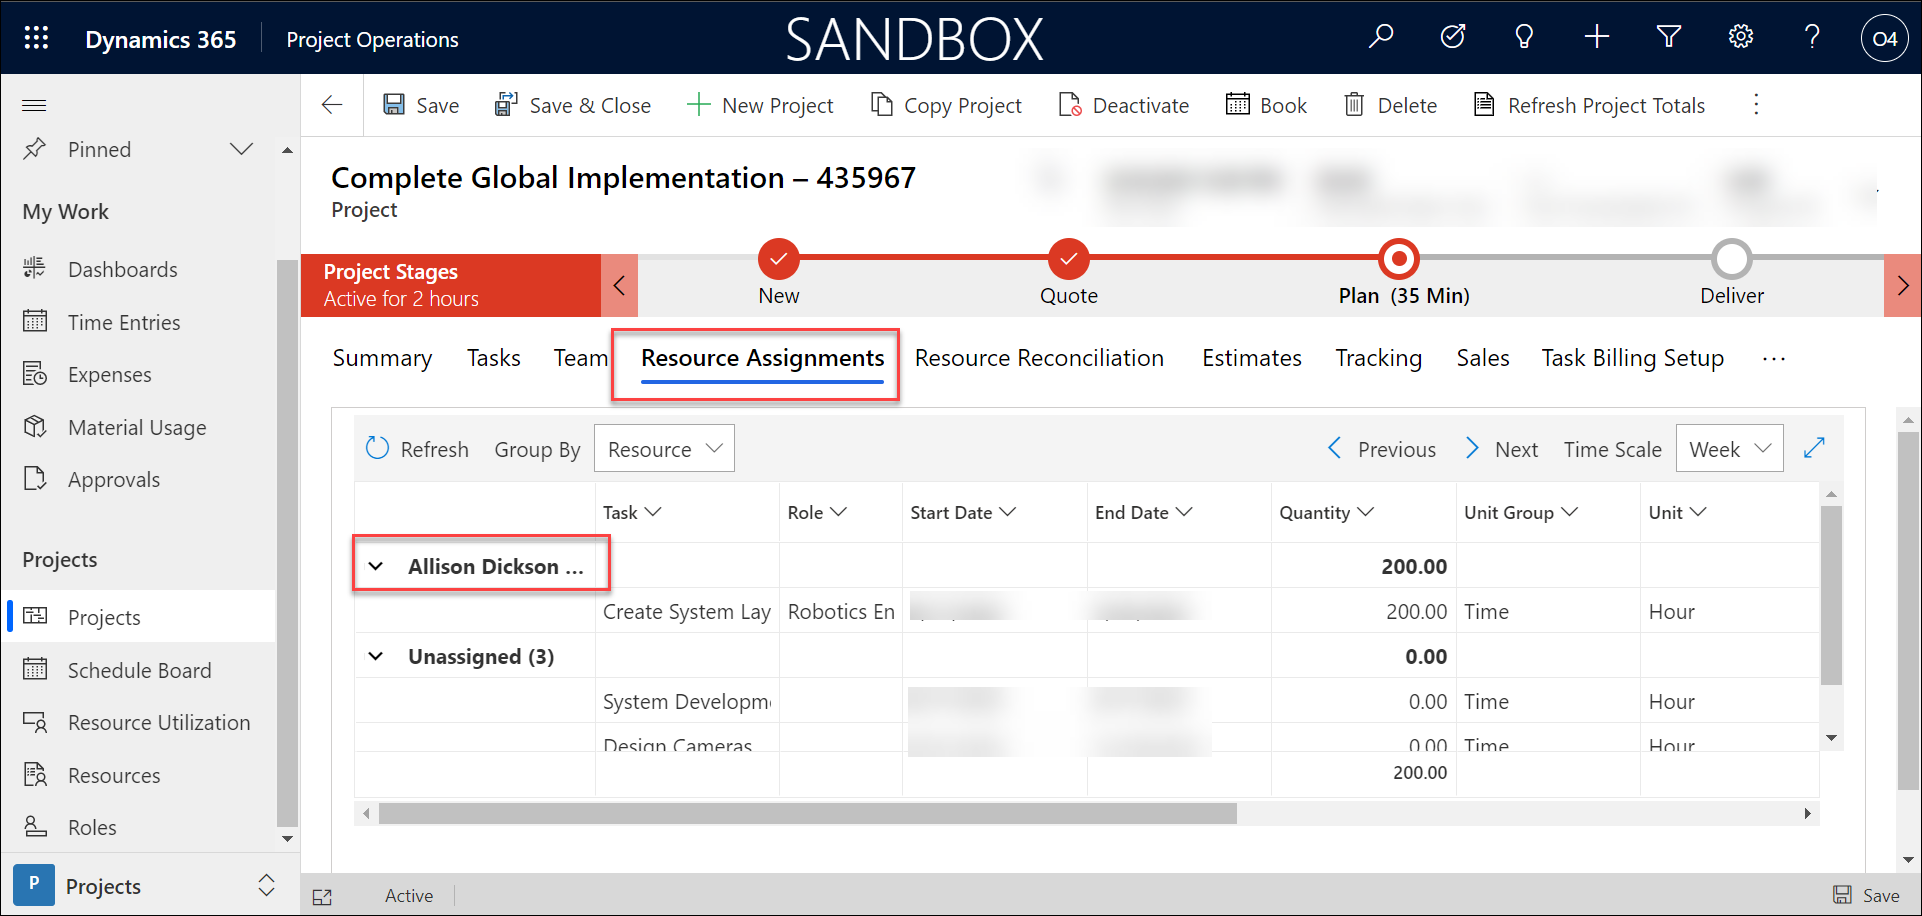 Dynamics 365 Project Operations SANDBOX O4
Save Save & Close New Project Copy Project Deactivate Book Delete Refresh Project Totals
Pinned
My Work
Dashboards
Time Entries
Expenses
Material Usage
Approvals
Projects
Projects
Schedule Board
Resource Utilization
Resources
Roles
P Projects
Complete Global Implementation – 435967
Project
Project Stages
Active for 2 hours
New Quote Plan (35 Min) Deliver
Summary Tasks Team Resource Assignments Resource Reconciliation Estimates Tracking Sales Task Billing Setup ...
Refresh Group By Resource Previous Next Time Scale Week
Task Role Start Date End Date Quantity Unit Group Unit
Allison Dickson ... 200.00
Create System Lay Robotics En 200.00 Time Hour
Unassigned (3) 0.00
System Developm 0.00 Time Hour
Design Cameras 0.00 Time Hour
200.00
Active Save